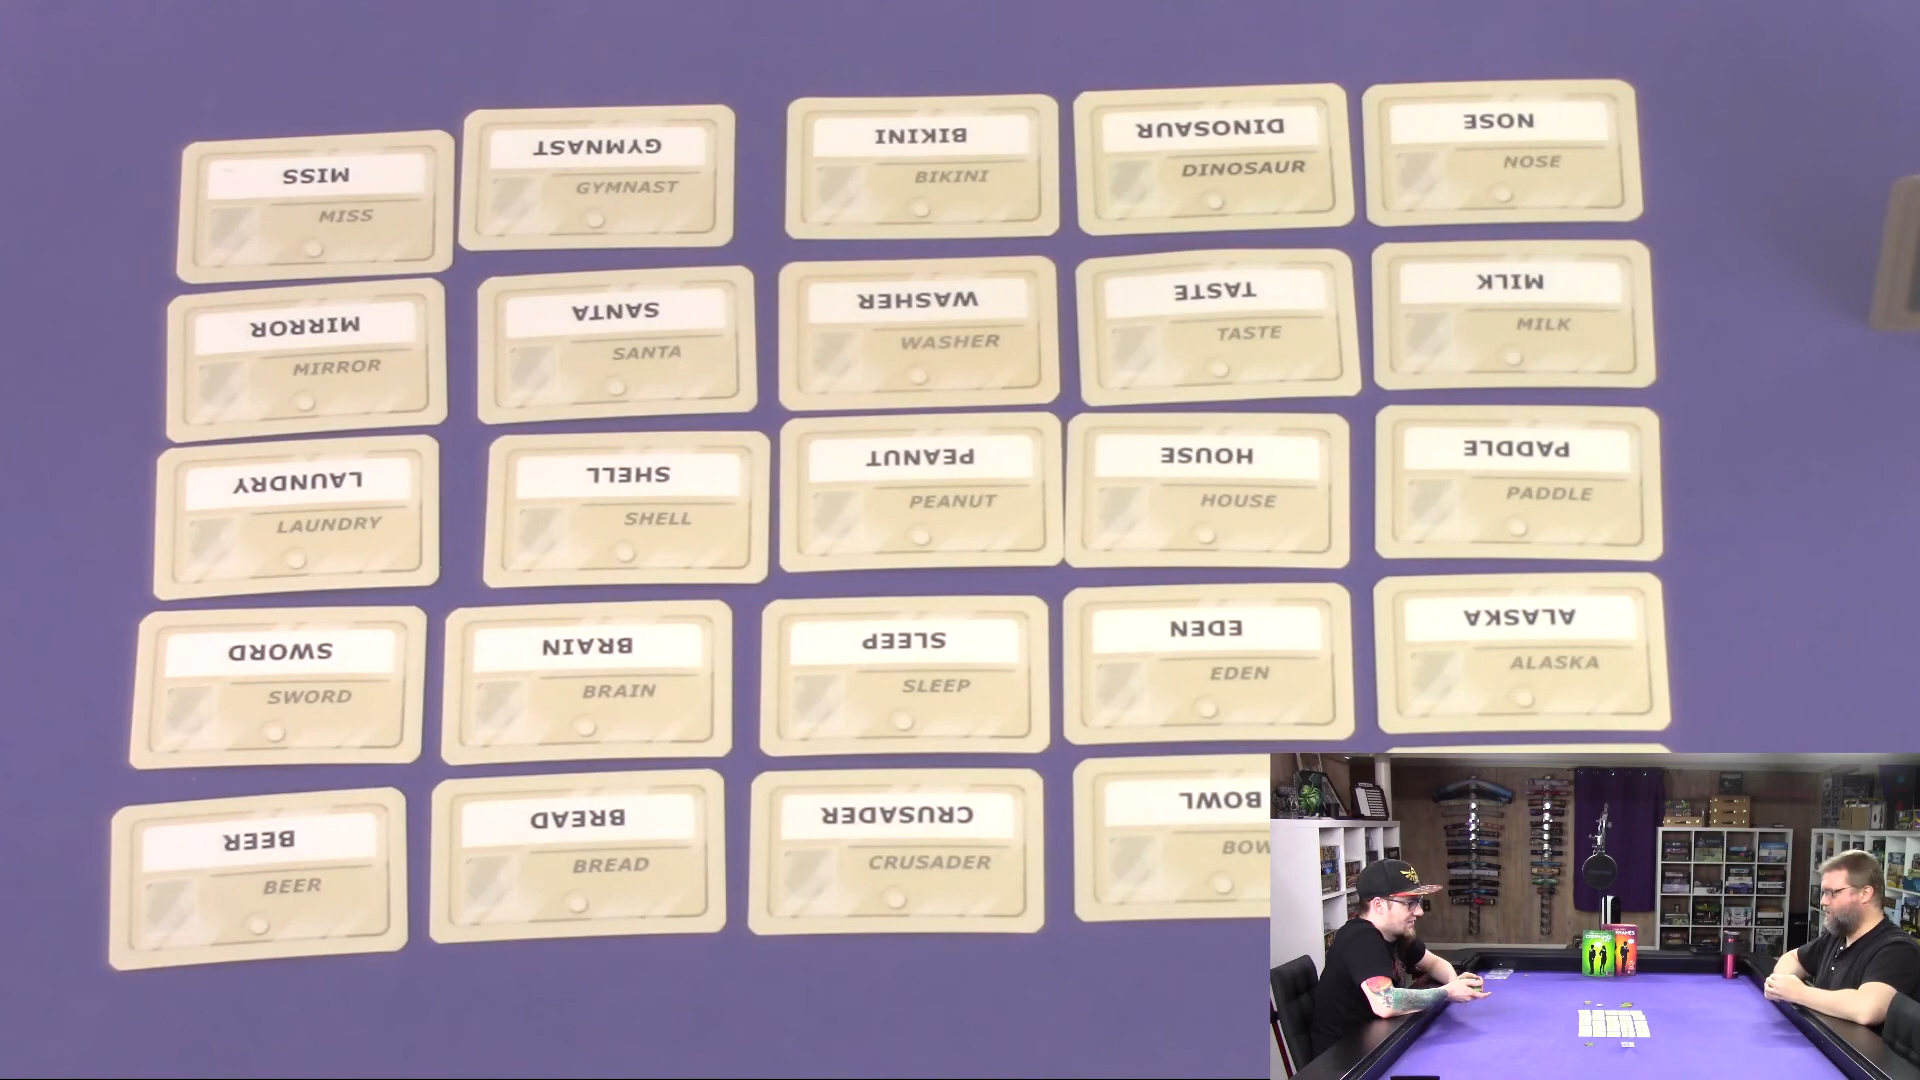 MISS
MISS
GYMNAST
GYMNAST
BIKINI
BIKINI
DINOSAUR
DINOSAUR
NOSE
NOSE
MIRROR
MIRROR
SANTA
SANTA
WASHER
WASHER
TASTE
TASTE
MILK
MILK
LAUNDRY
LAUNDRY
SHELL
SHELL
PEANUT
PEANUT
HOUSE
HOUSE
PADDLE
PADDLE
SWORD
SWORD
BRAIN
BRAIN
SLEEP
SLEEP
EDEN
EDEN
ALASKA
ALASKA
BEER
BEER
BREAD
BREAD
CRUSADER
CRUSADER
BOWL
BOW